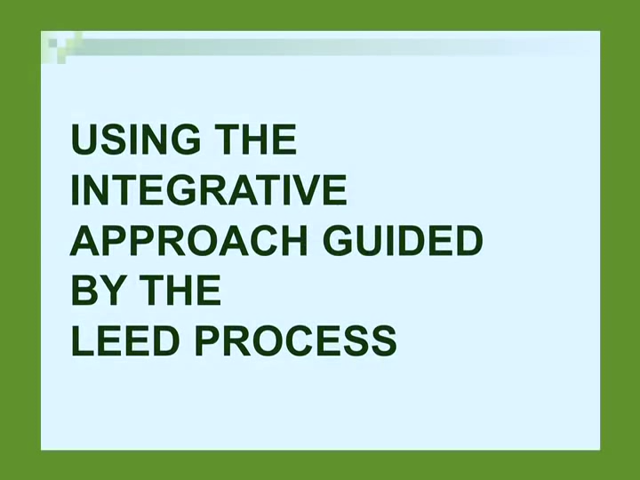 USING THE
INTEGRATIVE
APPROACH GUIDED
BY THE
LEED PROCESS